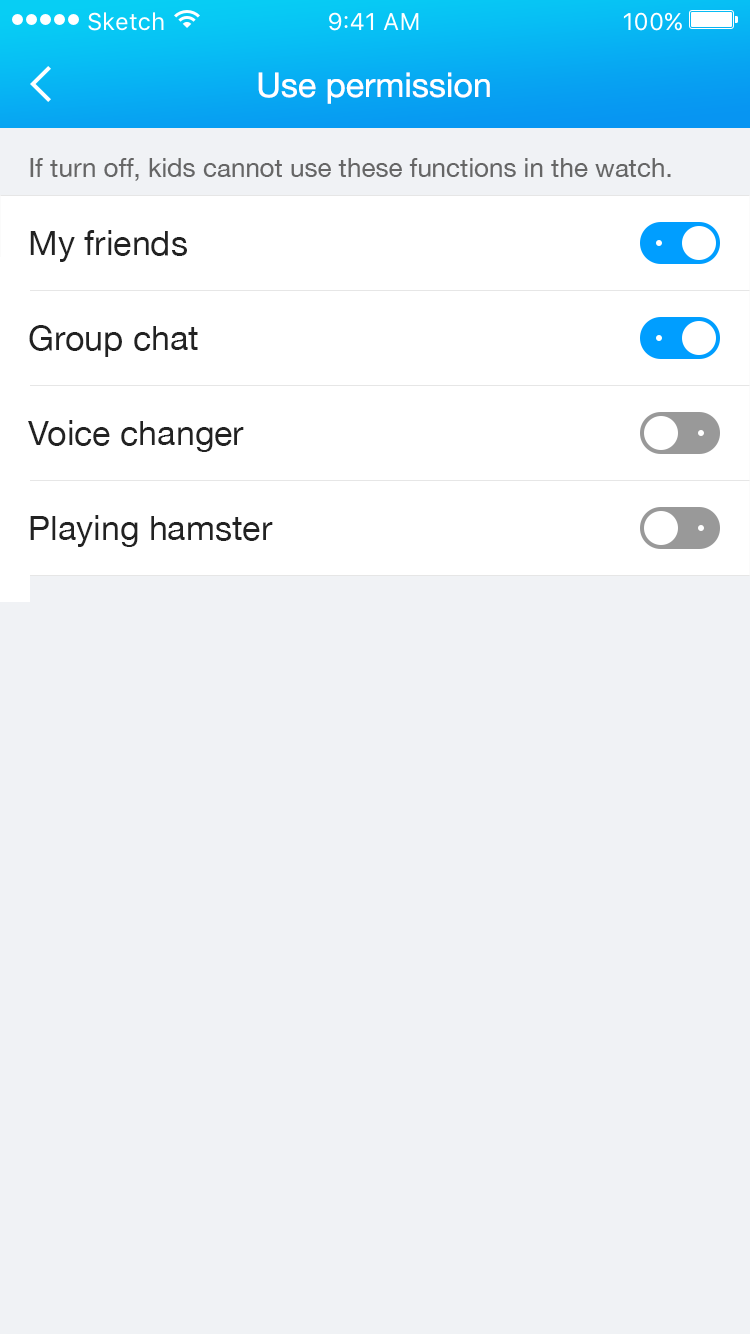 Sketch 9:41 AM 100%
Use permission
If turn off, kids cannot use these functions in the watch.
My friends
Group chat
Voice changer
Playing hamster